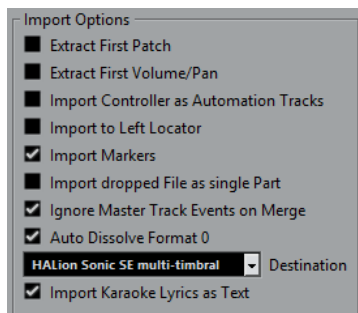 Import Options
Extract First Patch
Extract First Volume/Pan
Import Controller as Automation Tracks
Import to Left Locator
Import Markers
Import dropped File as single Part
Ignore Master Track Events on Merge
Auto Dissolve Format 0
HALion Sonic SE multi-timbral Destination
Import Karaoke Lyrics as Text